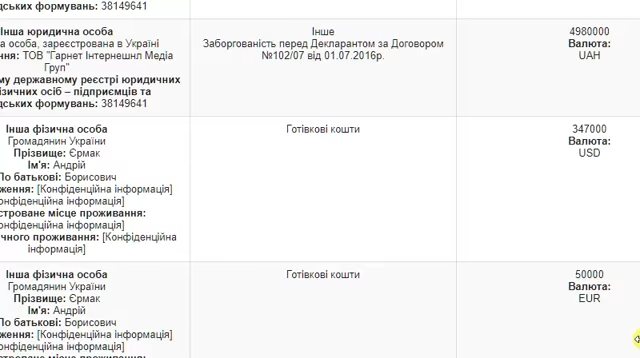 дських формувань: 38149641
Інша юридична особа
а особа, зареєстрована в Україні
ння: ТОВ "Гарнет Інтернешнл Медіа
Груп"
му державному реєстрі юридичних
ізичних осіб – підприємців та
дських формувань: 38149641
Інше
Заборгованість перед Декларантом за Договором
№102/07 від 01.07.2016р.
4980000
Валюта:
UAH
Інша фізична особа
Громадянин України
Прізвище: Єрмак
Ім'я: Андрій
По батькові: Борисович
ження: [Конфіденційна інформація]
онфіденційна інформація]
строване місце проживання:
онфіденційна інформація]
чного проживання: [Конфіденційна
інформація]
Готівкові кошти
347000
Валюта:
USD
Інша фізична особа
Громадянин України
Прізвище: Єрмак
Ім'я: Андрій
По батькові: Борисович
ження: [Конфіденційна інформація]
онфіденційна інформація]
Готівкові кошти
50000
Валюта:
EUR